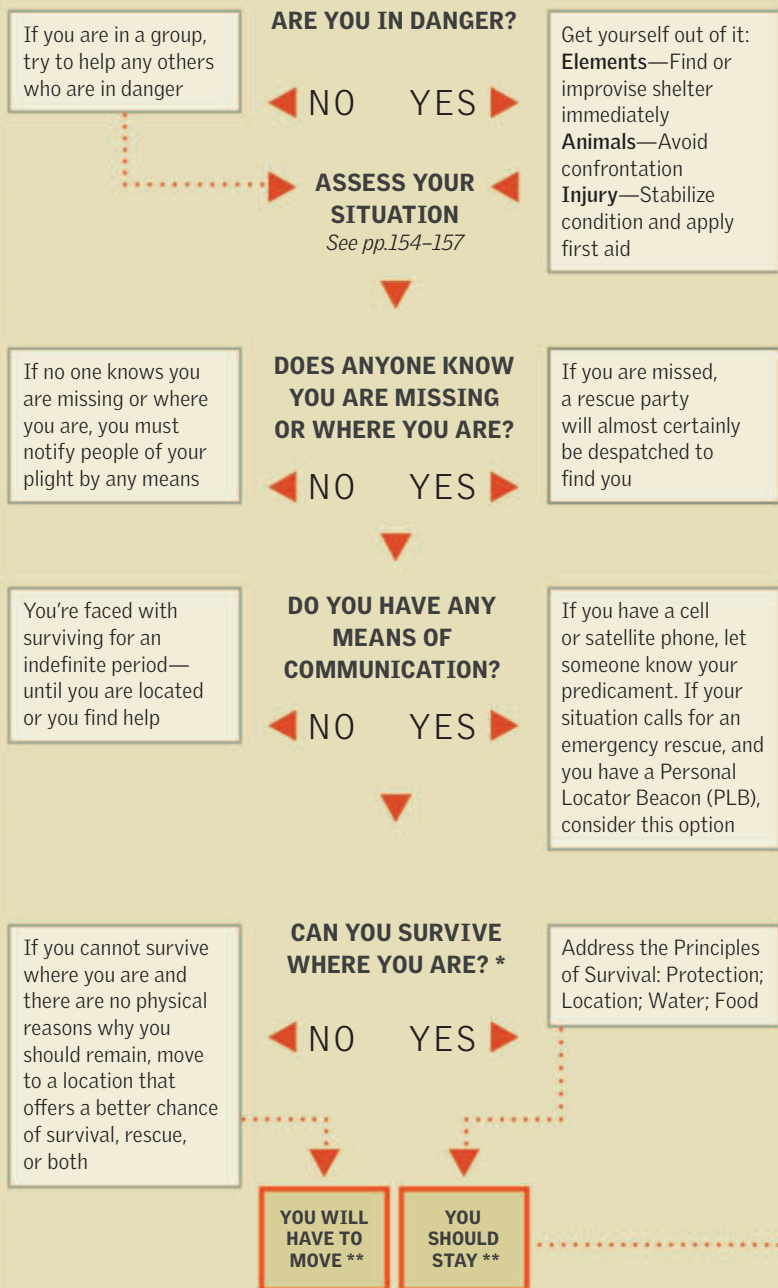 ARE YOU IN DANGER?
If you are in a group,
try to help any others
who are in danger
NO YES
Get yourself out of it:
Elements—Find or
improvise shelter
immediately
Animals—Avoid
confrontation
Injury—Stabilize
condition and apply
first aid
ASSESS YOUR
SITUATION
See pp.154–157
DOES ANYONE KNOW
YOU ARE MISSING
OR WHERE YOU ARE?
If no one knows you
are missing or where
you are, you must
notify people of your
plight by any means
NO YES
If you are missed,
a rescue party
will almost certainly
be despatched to
find you
DO YOU HAVE ANY
MEANS OF
COMMUNICATION?
You're faced with
surviving for an
indefinite period—
until you are located
or you find help
NO YES
If you have a cell
or satellite phone, let
someone know your
predicament. If your
situation calls for an
emergency rescue, and
you have a Personal
Locator Beacon (PLB),
consider this option
CAN YOU SURVIVE
WHERE YOU ARE? *
If you cannot survive
where you are and
there are no physical
reasons why you
should remain, move
to a location that
offers a better chance
of survival, rescue,
or both
NO YES
Address the Principles
of Survival: Protection;
Location; Water; Food
YOU WILL
HAVE TO
MOVE **
YOU
SHOULD
STAY **